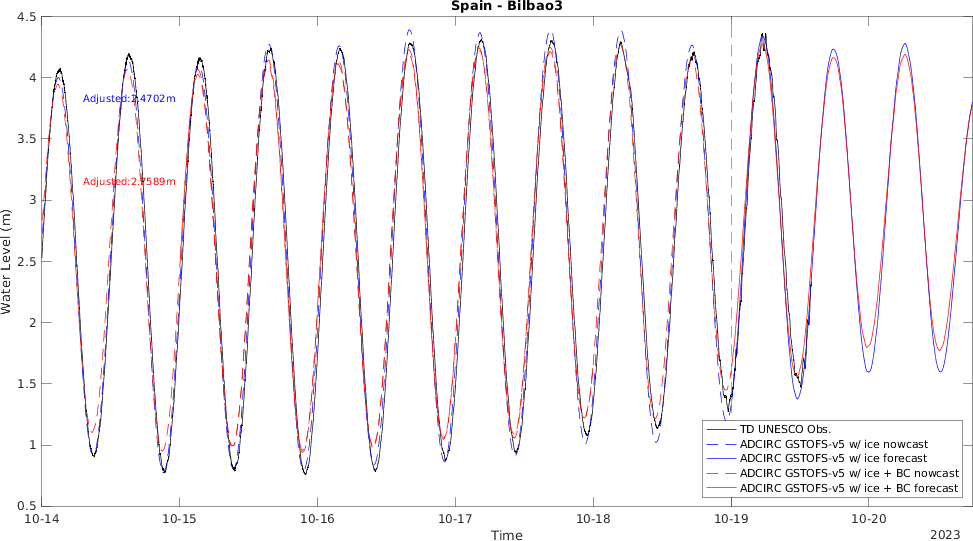 Spain - Bilbao3
4.5
4
3.5
3
2.5
2
1.5
1
0.5
Water Level (m)
Adjusted:2.4702m
Adjusted:2.7589m
TD UNESCO Obs.
ADCIRC GSTOFS-v5 w/ ice nowcast
ADCIRC GSTOFS-v5 w/ ice forecast
ADCIRC GSTOFS-v5 w/ ice + BC nowcast
ADCIRC GSTOFS-v5 w/ ice + BC forecast
10-14 10-15 10-16 10-17 10-18 10-19 10-20
Time
2023